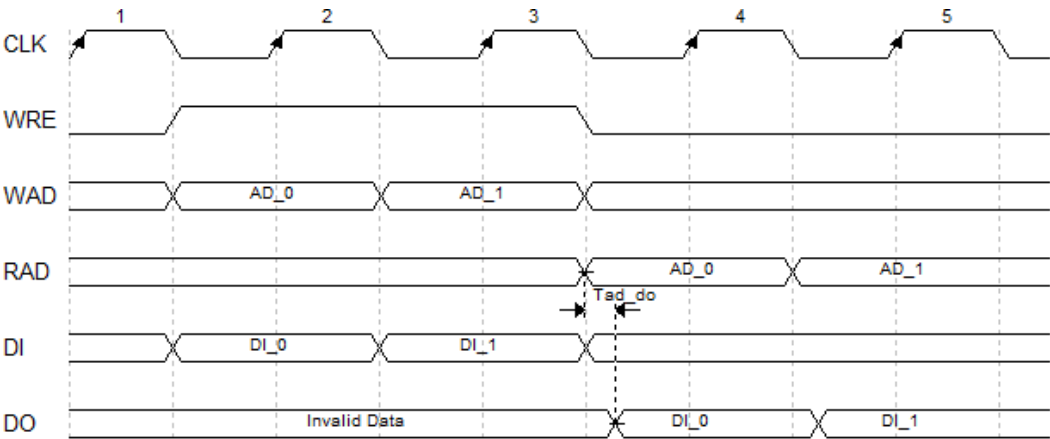 1 2 3 4 5
CLK
WRE
WAD AD_0 AD_1
RAD AD_0 AD_1
Tad_do
DI DI_0 DI_1
DO Invalid Data DI_0 DI_1